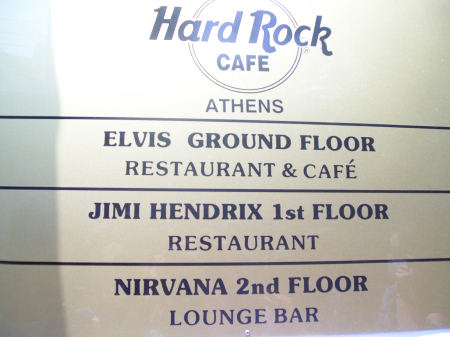 Hard Rock
CAFE
ATHENS
ELVIS GROUND FLOOR
RESTAURANT & CAFÉ
JIMI HENDRIX 1st FLOOR
RESTAURANT
NIRVANA 2nd FLOOR
LOUNGE BAR